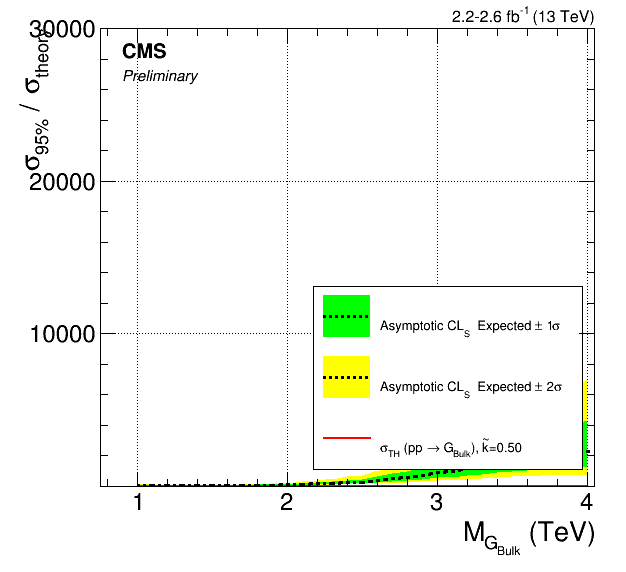 2.2-2.6 fb⁻¹ (13 TeV)
30000
CMS
Preliminary
σ95% / σtheory
20000
10000
Asymptotic CLS Expected ± 1σ
Asymptotic CLS Expected ± 2σ
σTH (pp → GBulk), k̃=0.50
1 2 3 4
MGBulk (TeV)